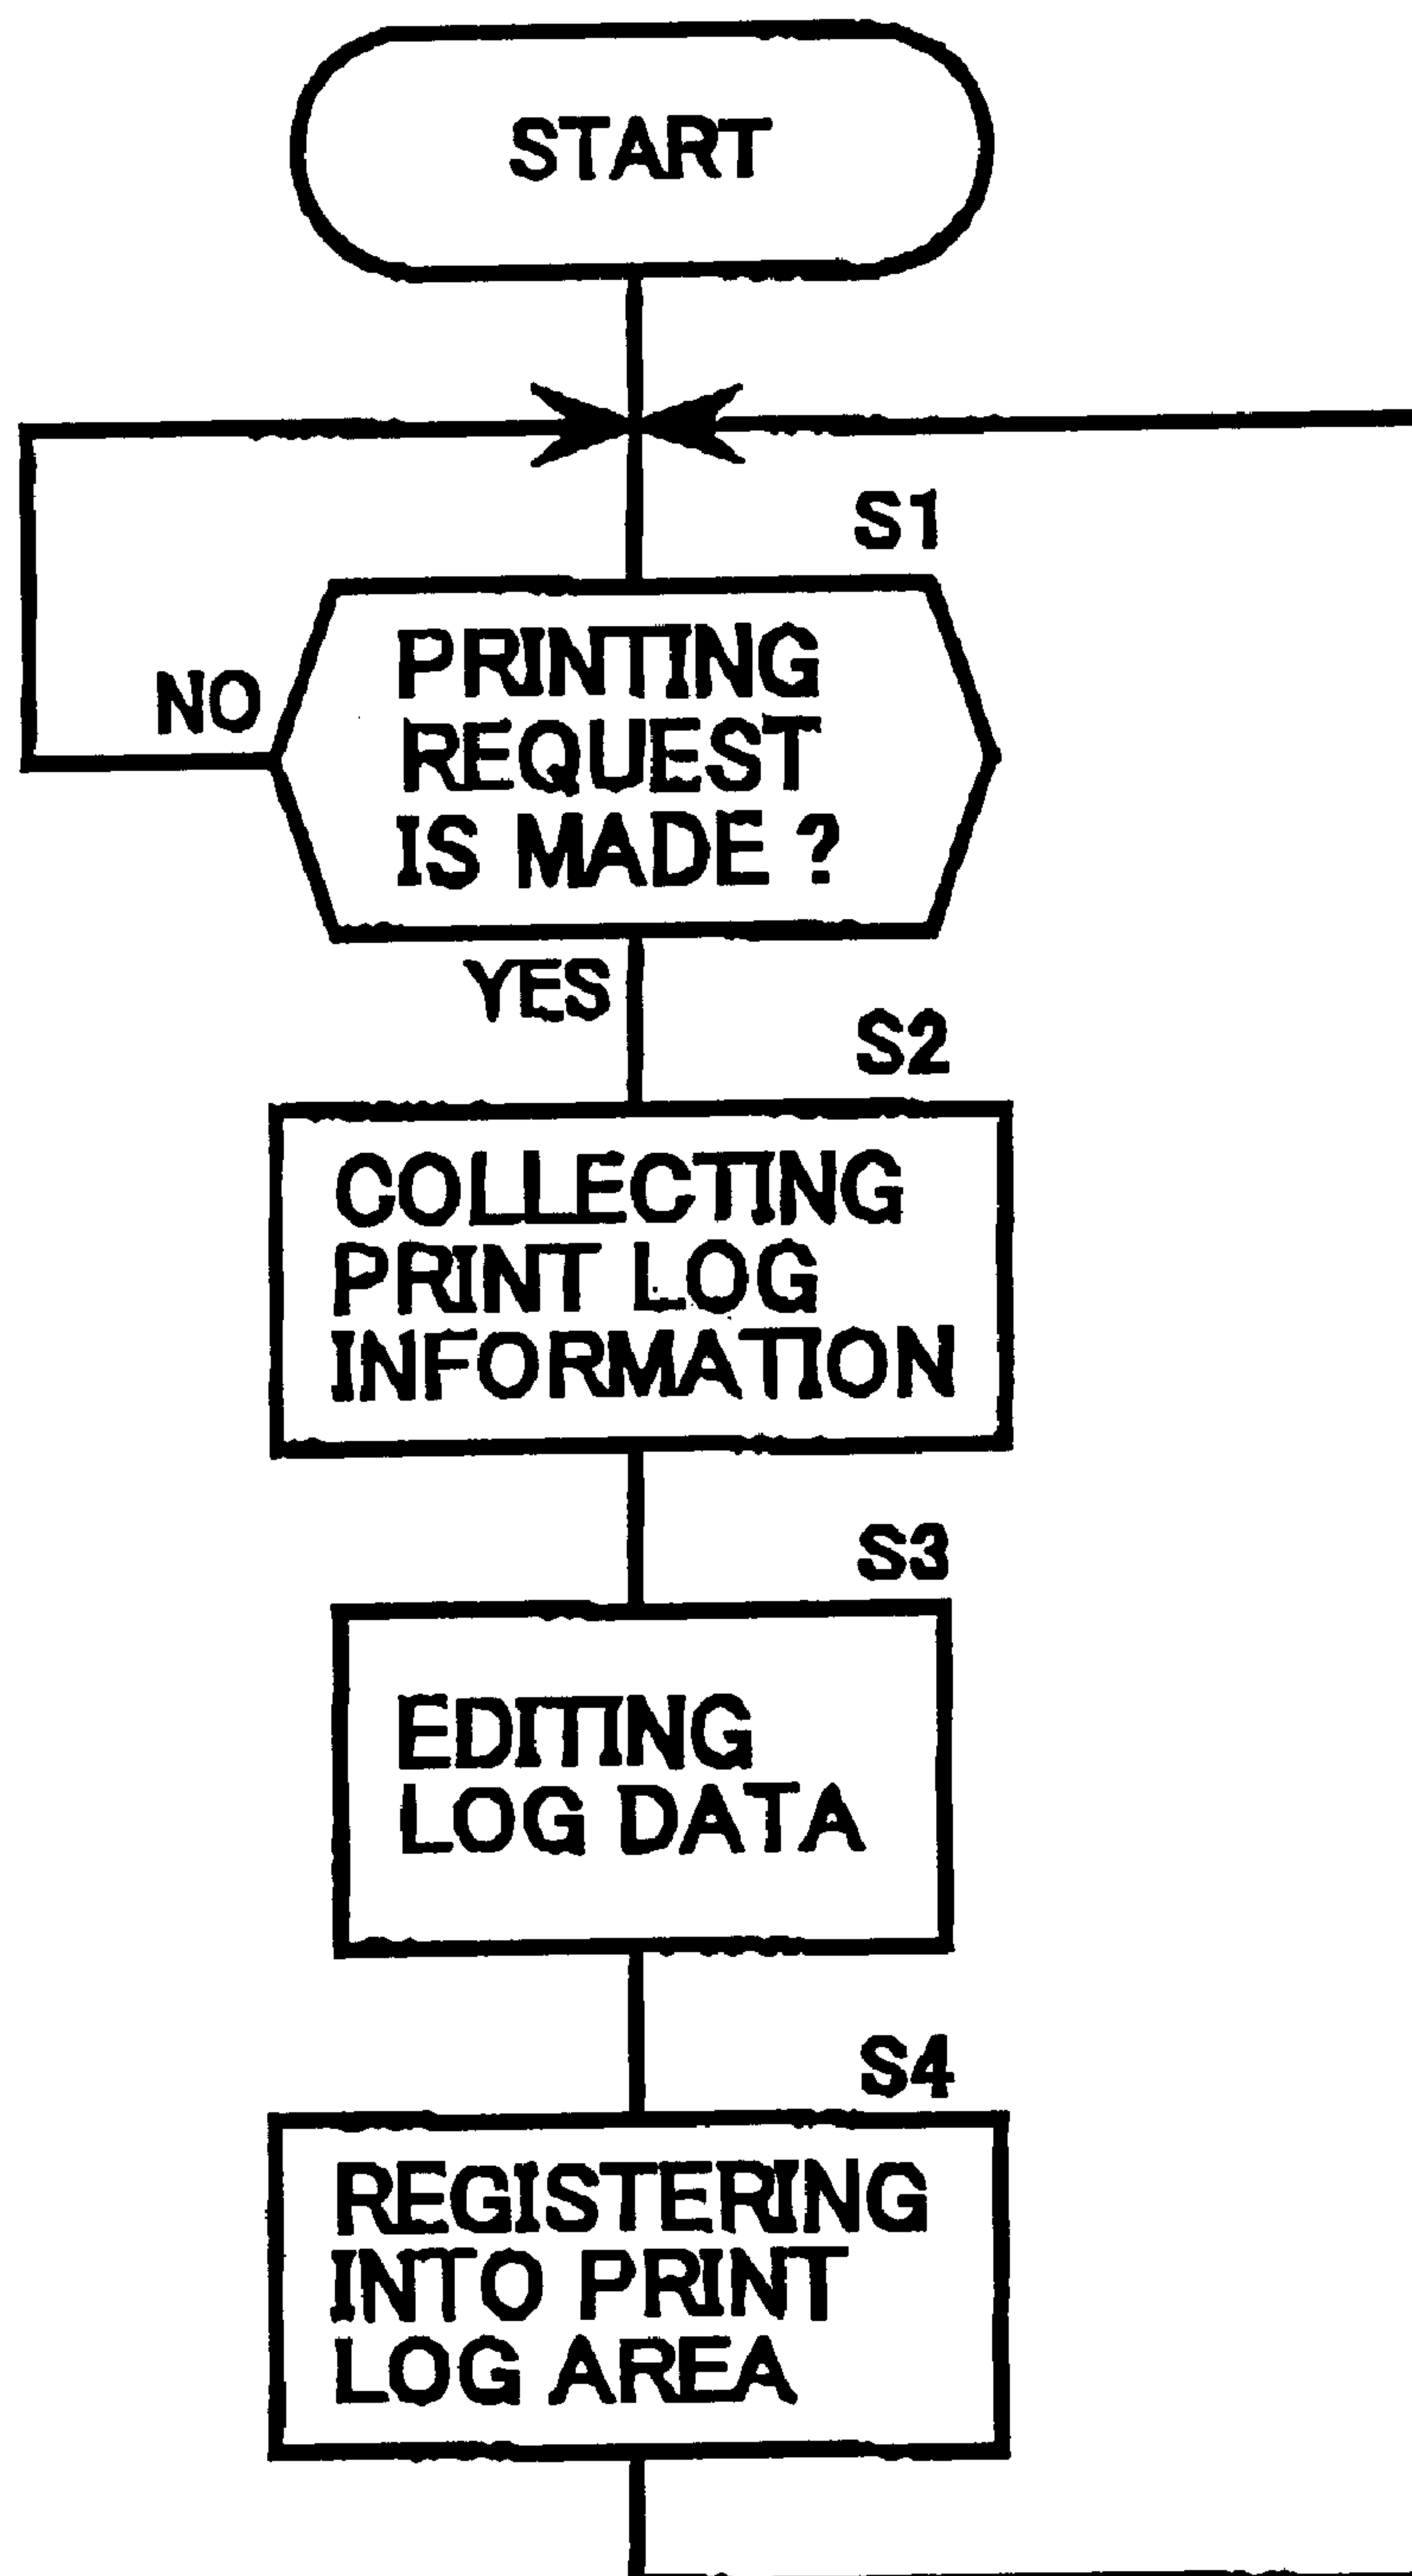 START
S1
PRINTING
REQUEST
IS MADE ?
NO
YES
S2
COLLECTING
PRINT LOG
INFORMATION
S3
EDITING
LOG DATA
S4
REGISTERING
INTO PRINT
LOG AREA